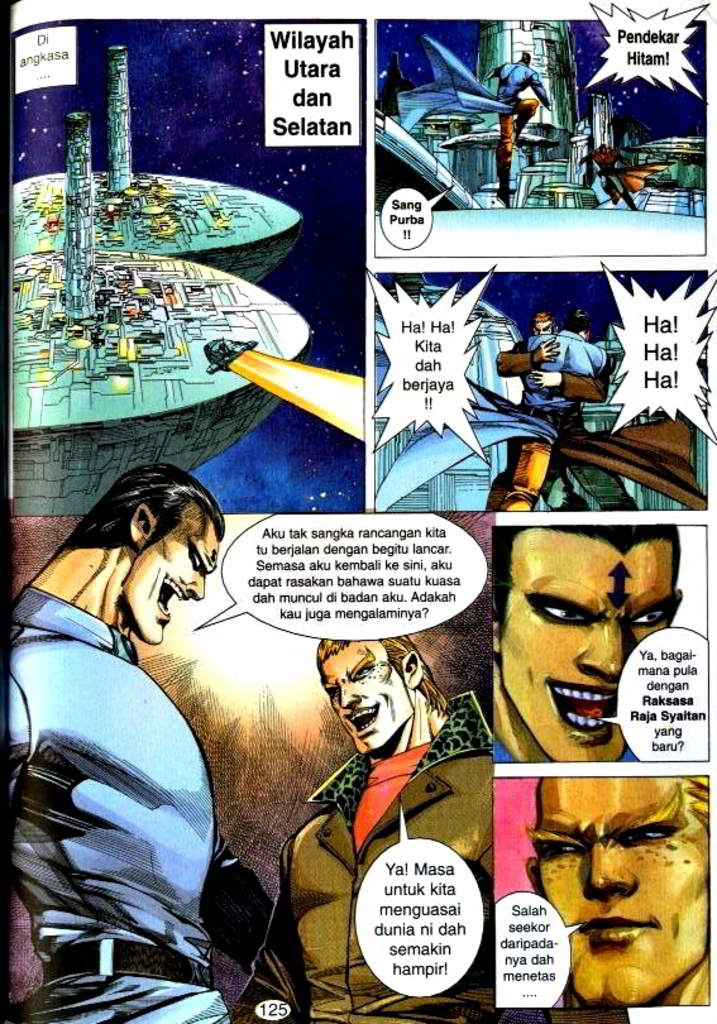 Di
angkasa
....
Wilayah
Utara
dan
Selatan
Pendekar
Hitam!
Sang
Purba
!!
Ha! Ha!
Kita
dah
berjaya
!!
Ha!
Ha!
Ha!
Aku tak sangka rancangan kita
tu berjalan dengan begitu lancar.
Semasa aku kembali ke sini, aku
dapat rasakan bahawa suatu kuasa
dah muncul di badan aku. Adakah
kau juga mengalaminya?
Ya! Masa
untuk kita
menguasai
dunia ni dah
semakin
hampir!
Ya, bagai-
mana pula
dengan
Raksasa
Raja Syaitan
yang
baru?
Salah
seekor
daripada-
nya dah
menetas
....
125